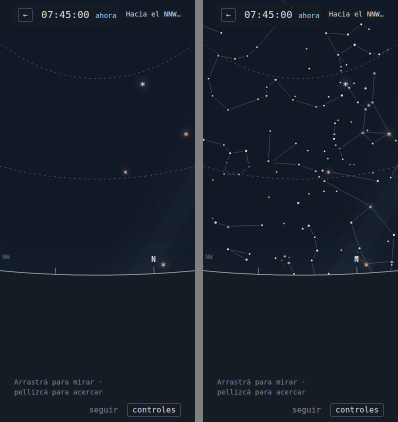 ← 07:45:00 ahora Hacia el NNW…
NW
N
Arrastrá para mirar ·
pellizcá para acercar
seguir controles
← 07:45:00 ahora Hacia el NNW…
N
Arrastrá para mirar ·
pellizcá para acercar
seguir controles